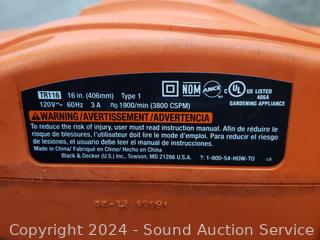 TR116 16 in. (406mm) Type 1
120V~ 60Hz 3 A n₀ 1900/min (3800 CSPM)
NOM ANCE C UL US LISTED
406A
GARDENING APPLIANCE
WARNING/AVERTISSEMENT/ADVERTENCIA
To reduce the risk of injury, user must read instruction manual. Afin de réduire
le risque de blessures, l'utilisateur doit lire le mode d'emploi. Para reducir el riesgo
de lesiones, el usuario debe leer el manual de instrucciones.
Made in China/ Fabriqué en Chine/ Hecho en China
Black & Decker (U.S.) Inc., Towson, MD 21286 U.S.A. ?: 1-800-54-HOW-TO
Copyright 2024 - Sound Auction Service